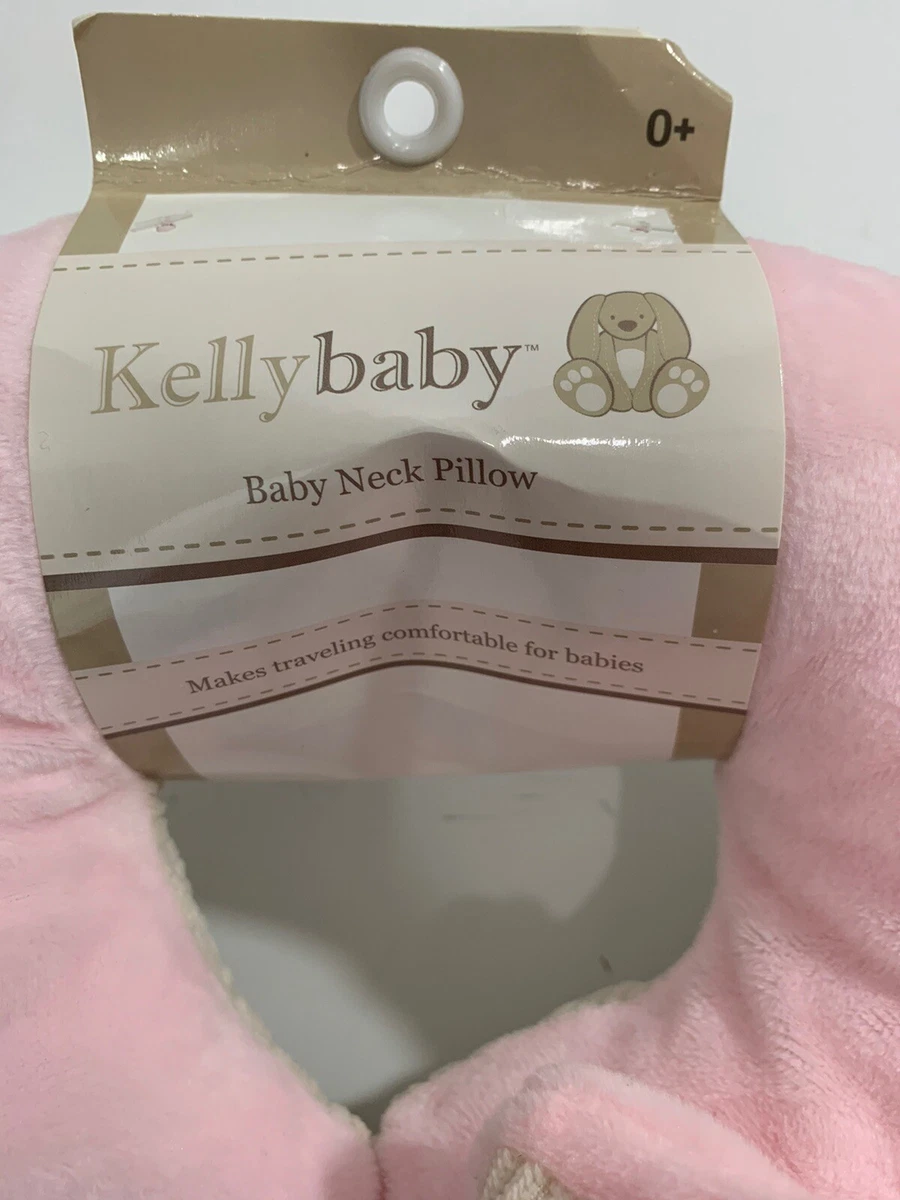 0+
Kellybaby™
Baby Neck Pillow
Makes traveling comfortable for babies